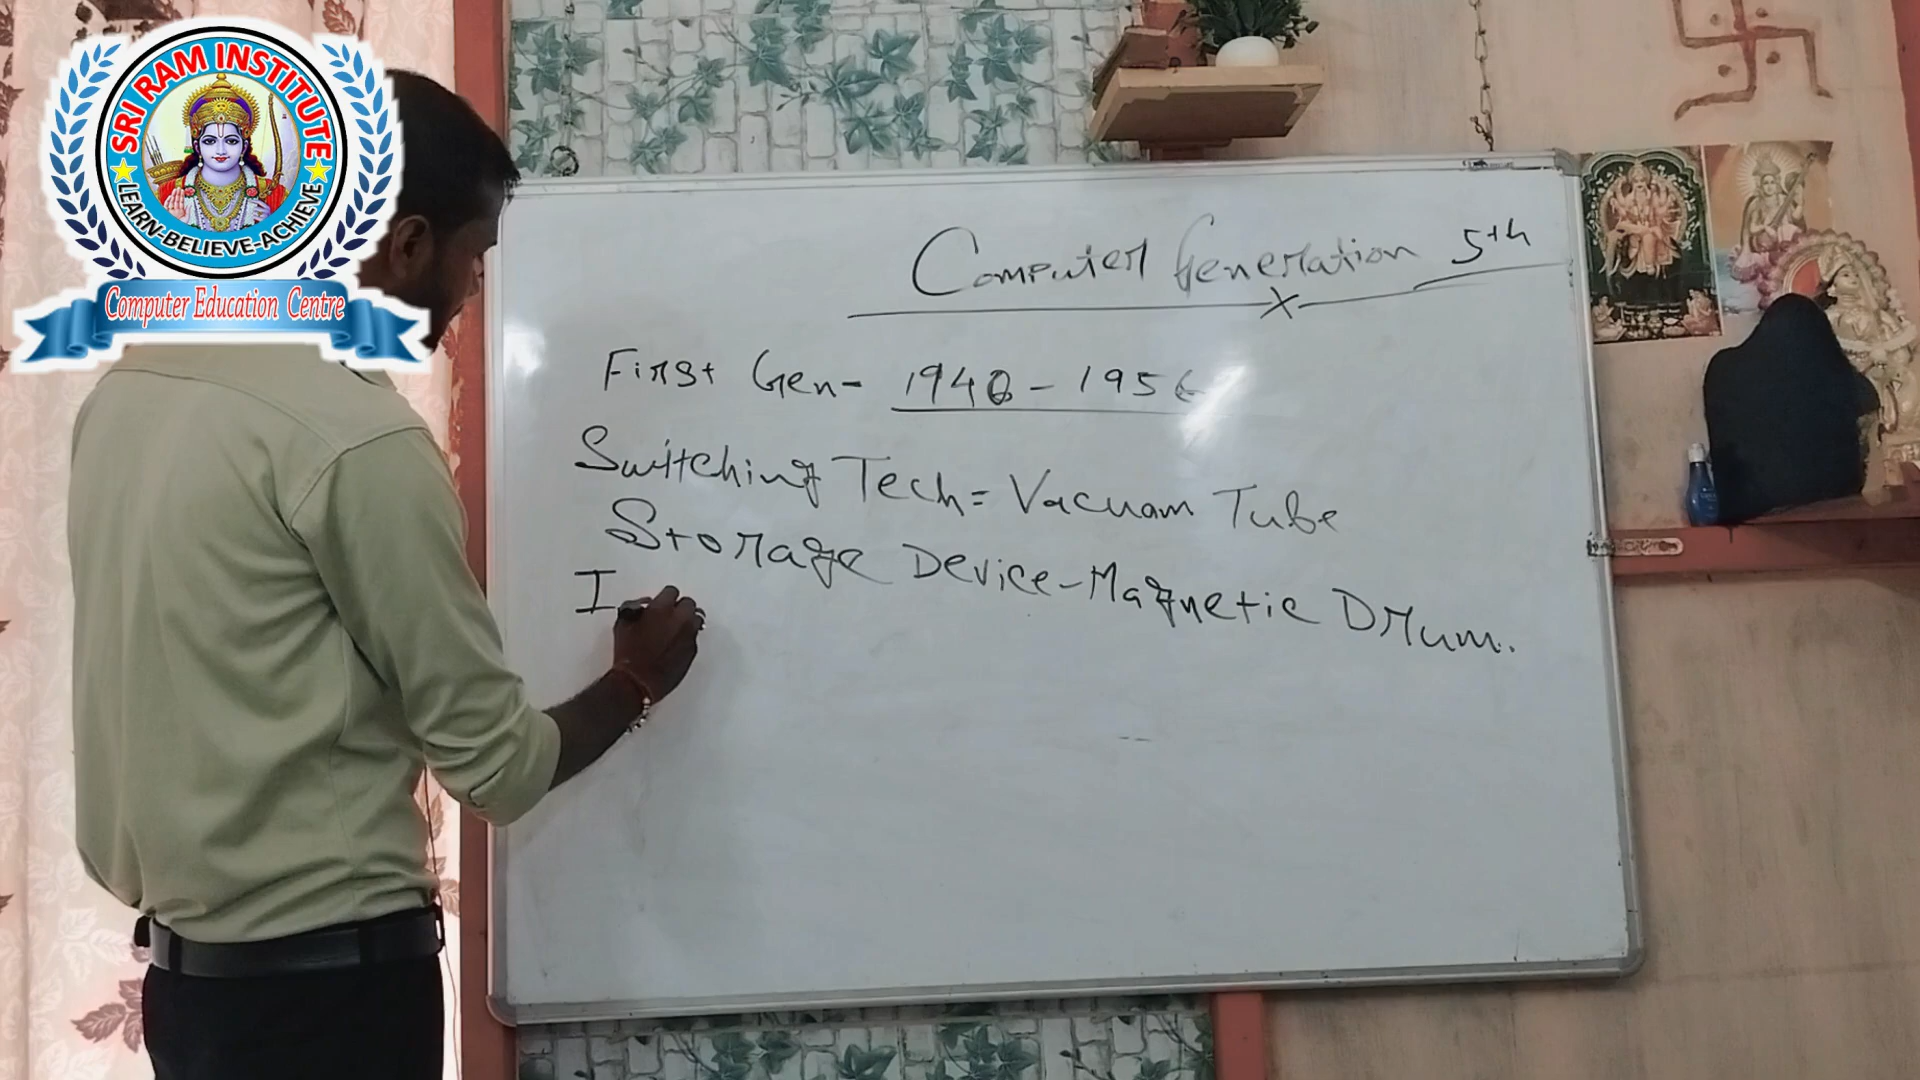 SRI RAM INSTITUTE
LEARN-BELIEVE-ACHIEVE
Computer Education Centre
Computer Generation 5th
First Gen- 1940 - 1956
Switching Tech= Vacuam Tube
Storage Device-Magnetic Drum.
I